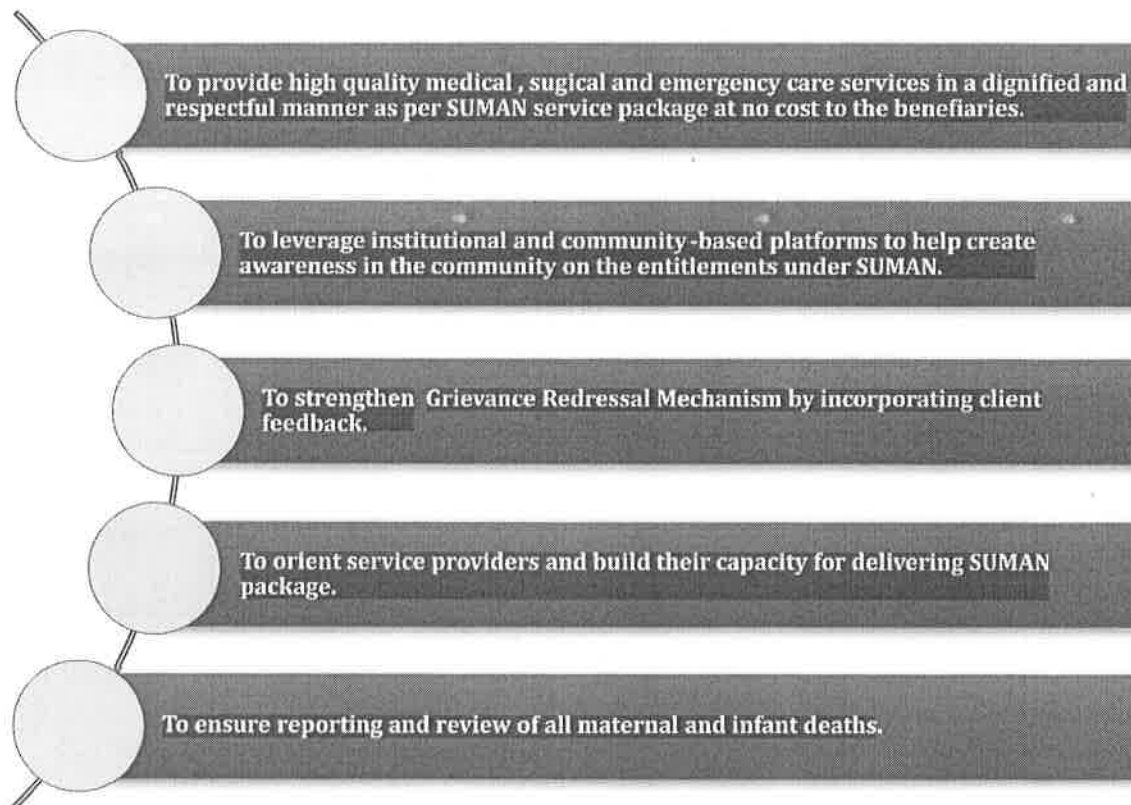 To provide high quality medical , sugical and emergency care services in a dignified and
respectful manner as per SUMAN service package at no cost to the benefiaries.
To leverage institutional and community-based platforms to help create
awareness in the community on the entitlements under SUMAN.
To strengthen Grievance Redressal Mechanism by incorporating client
feedback.
To orient service providers and build their capacity for delivering SUMAN
package.
To ensure reporting and review of all maternal and infant deaths.